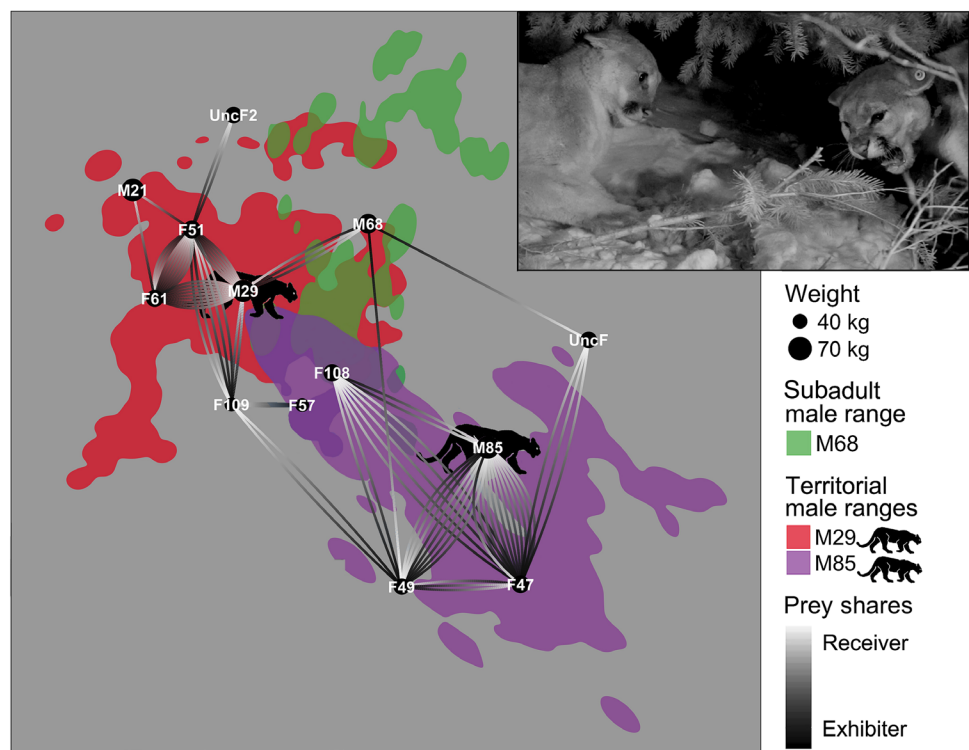 UncF2
M21
F51
M68
F61
M29
UncF
F108
F109
F57
M85
F49
F47
Weight
40 kg
70 kg
Subadult
male range
M68
Territorial
male ranges
M29
M85
Prey shares
Receiver
Exhibiter